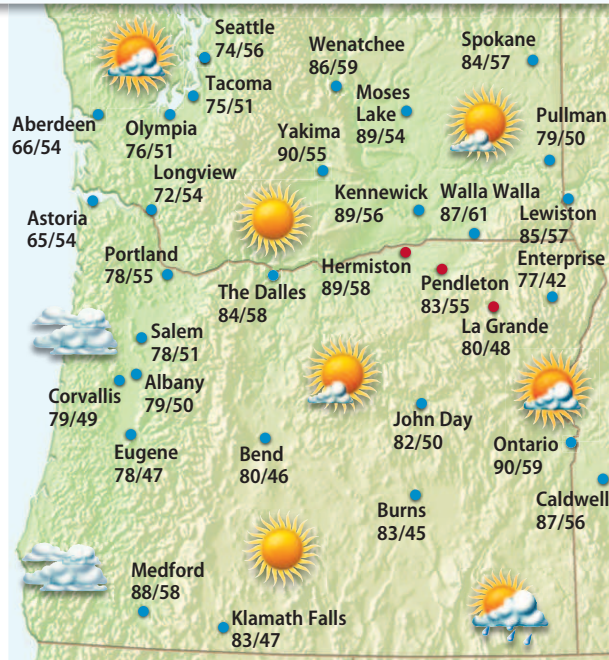 Seattle
74/56
Wenatchee
86/59
Spokane
84/57
Tacoma
75/51
Moses
Lake
89/54
Aberdeen
66/54
Olympia
76/51
Yakima
90/55
Pullman
79/50
Longview
72/54
Kennewick
89/56
Walla Walla
87/61
Lewiston
85/57
Astoria
65/54
Portland
78/55
The Dalles
84/58
Hermiston
89/58
Pendleton
83/55
Enterprise
77/42
La Grande
80/48
Salem
78/51
Corvallis
79/49
Albany
79/50
John Day
82/50
Eugene
78/47
Bend
80/46
Ontario
90/59
Burns
83/45
Caldwell
87/56
Medford
88/58
Klamath Falls
83/47